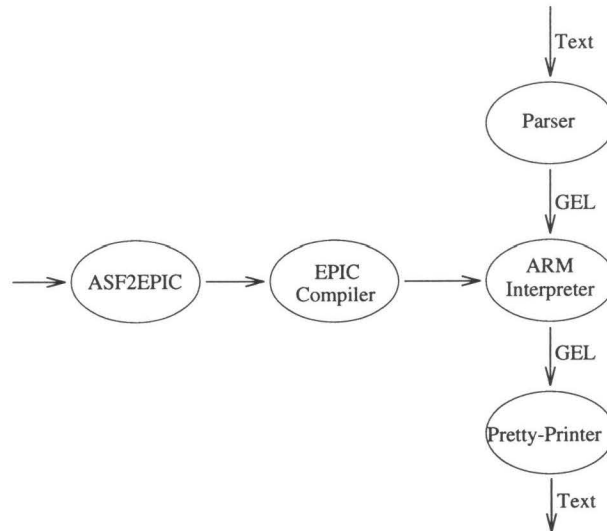 Text
Parser
GEL
ASF2EPIC
EPIC
Compiler
ARM
Interpreter
GEL
Pretty-Printer
Text